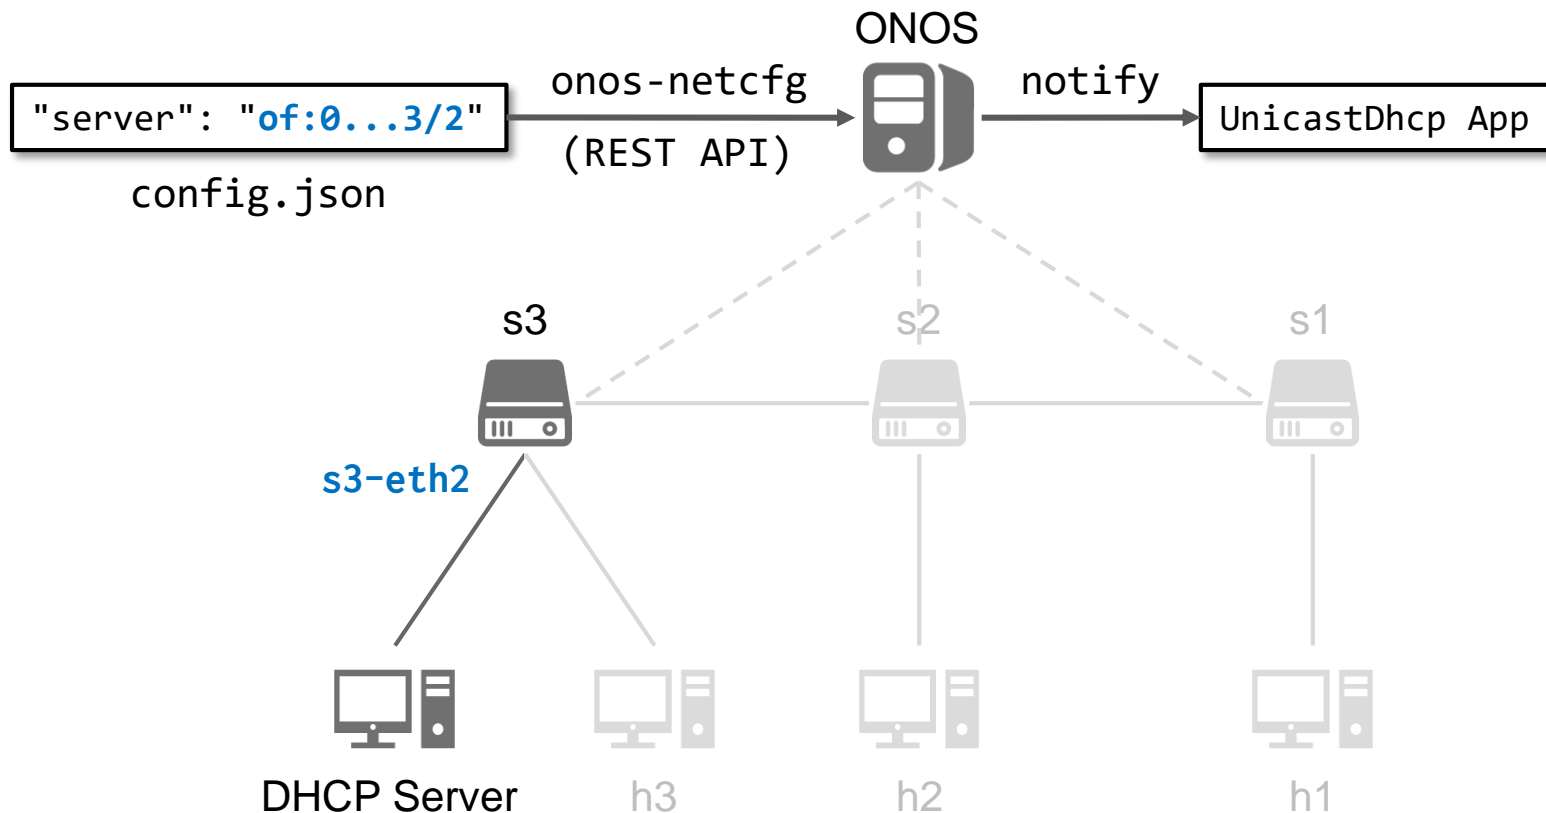 ONOS
onos-netcfg
notify
"server": "of:0...3/2"
UnicastDhcp App
(REST API)
config.json
s3
s2
s1
s3-eth2
DHCP Server
h3
h2
h1